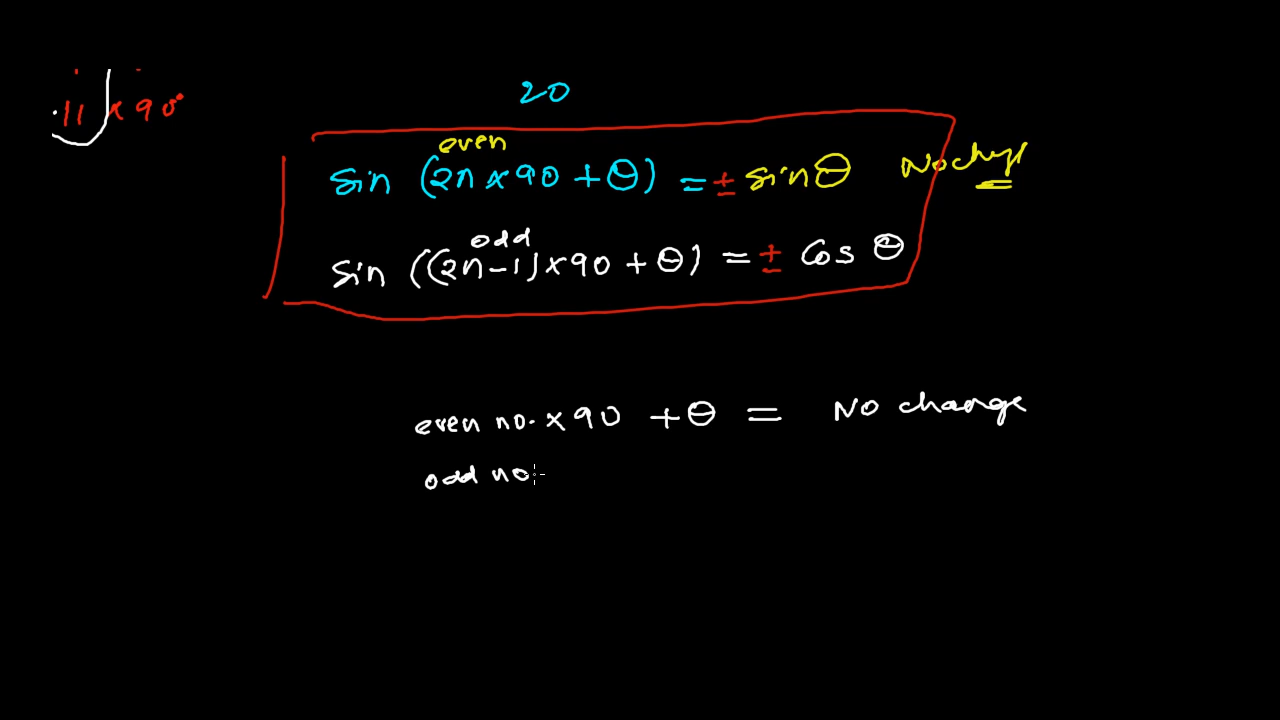 20
·11 × 90°
even
sin (2n × 90 + θ) = ± sinθ No change
odd
sin ((2n-1) × 90 + θ) = ± Cos θ
even no. × 90 + θ = No change
odd no.